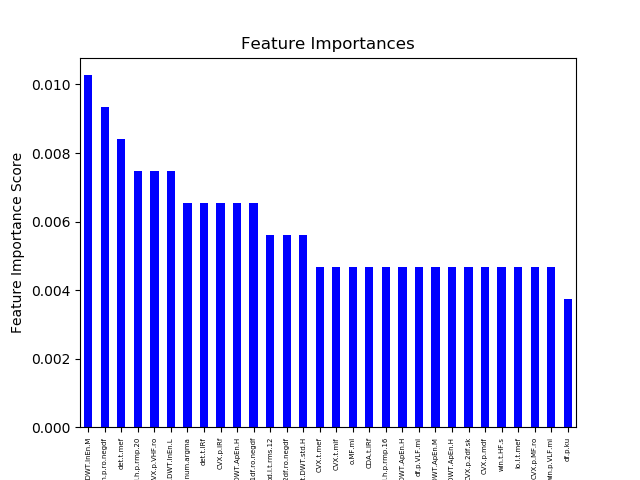 Feature Importances
Feature Importance Score
0.010
0.008
0.006
0.004
0.002
0.000
DWT.InEn.M
n.p.ro.negdf
det.t.mef
.h.p.rmp.20
VX.p.VHF.ro
.DWT.InEn.L
num.argma
det.t.IRf
CVX.p.IRf
DWT.ApEn.H
1df.ro.negdf
d.l.t.rms.12
2df.ro.negdf
t.DWT.std.H
CVX.t.mef
CVX.t.mif
o.MF.mi
CDA.t.IRf
.h.p.rmp.16
DWT.ApEn.H
df.p.VLF.mi
DWT.ApEn.M
DWT.ApEn.H
CVX.p.2df.sk
CVX.p.mdf
win.t.HF.s
io.l.t.mef
CVX.p.MF.ro
win.p.VLF.mi
df.p.ku